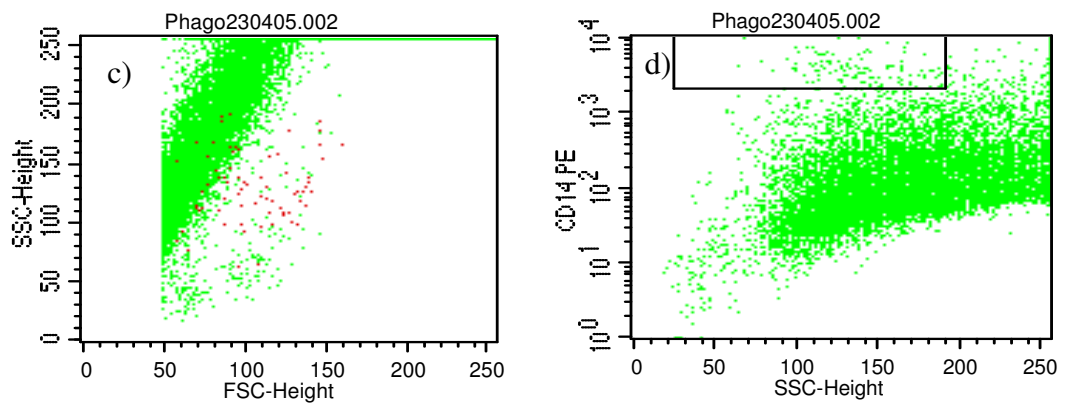 Phago230405.002
c)
250
200
150
100
50
0
SSC-Height
0 50 100 150 200 250
FSC-Height
Phago230405.002
d)
10^4
10^3
10^2
10^1
10^0
CD14 PE
0 50 100 150 200 250
SSC-Height